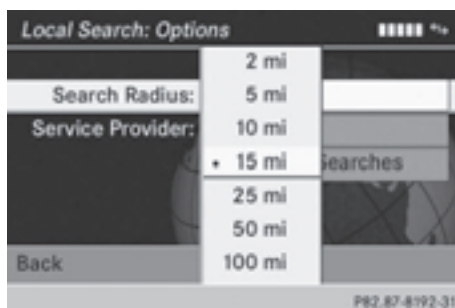 Local Search: Options
2 mi
Search Radius: 5 mi
Service Provider: 10 mi
• 15 mi Searches
25 mi
50 mi
Back 100 mi
P82.87-8192-31